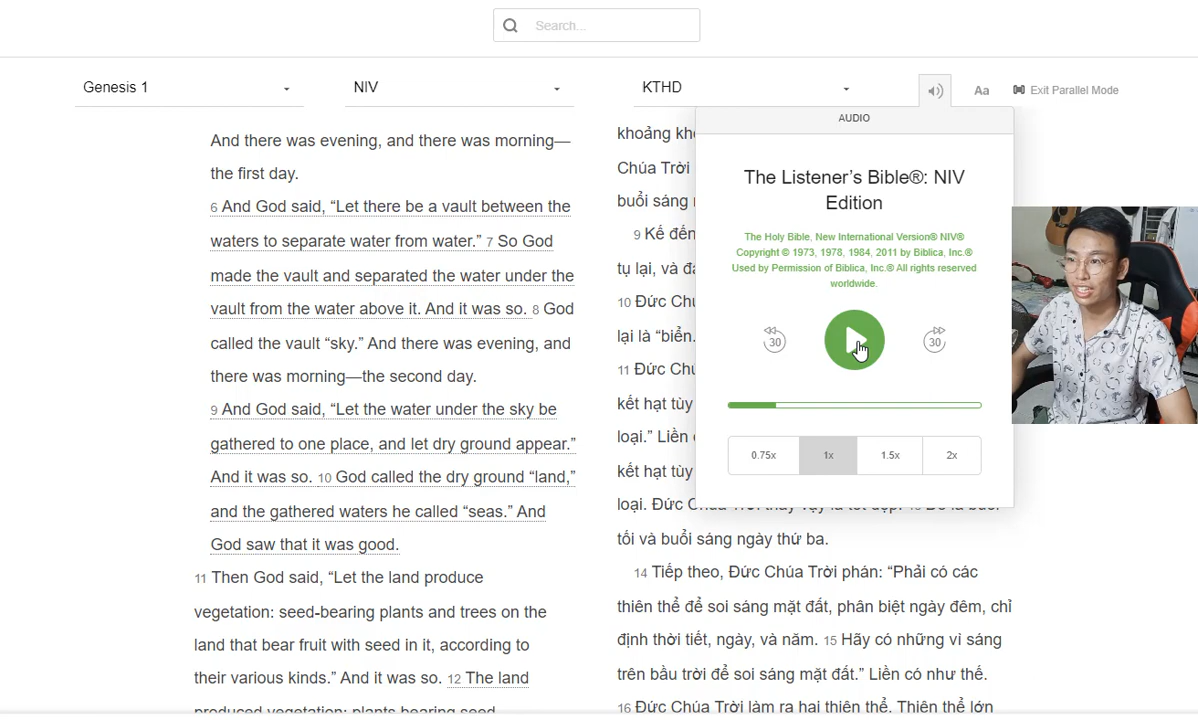 Search...
Genesis 1
NIV
KTHD
Aa
Exit Parallel Mode
And there was evening, and there was morning—
the first day.
6 And God said, “Let there be a vault between the
waters to separate water from water.” 7 So God
made the vault and separated the water under the
vault from the water above it. And it was so. 8 God
called the vault “sky.” And there was evening, and
there was morning—the second day.
9 And God said, “Let the water under the sky be
gathered to one place, and let dry ground appear.”
And it was so. 10 God called the dry ground “land,”
and the gathered waters he called “seas.” And
God saw that it was good.
11 Then God said, “Let the land produce
vegetation: seed-bearing plants and trees on the
land that bear fruit with seed in it, according to
their various kinds.” And it was so. 12 The land
produced vegetation: plants bearing seed
khoảng
Chúa Trời
buổi sáng
9 Kế đến
tụ lại, và
10 Đức
lại là “biển.
11 Đức
kết hạt tùy
loại.” Liền
kết hạt tùy
loại. Đức
tối và buổi sáng ngày thứ ba.
14 Tiếp theo, Đức Chúa Trời phán: “Phải có các
thiên thể để soi sáng mặt đất, phân biệt ngày đêm, chỉ
định thời tiết, ngày, và năm. 15 Hãy có những vì sáng
trên bầu trời để soi sáng mặt đất.” Liền có như thế.
16 Đức Chúa Trời làm ra hai thiên thể. Thiên thể lớn
AUDIO
The Listener’s Bible®: NIV
Edition
The Holy Bible, New International Version® NIV®
Copyright © 1973, 1978, 1984, 2011 by Biblica, Inc.®
Used by Permission of Biblica, Inc.® All rights reserved
worldwide.
30
30
0.75x
1x
1.5x
2x